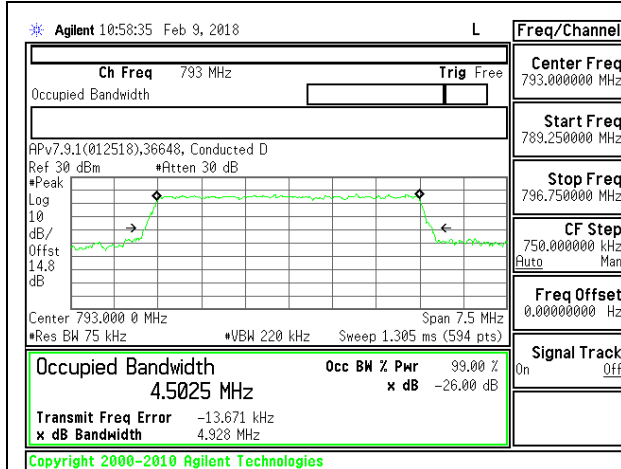 Agilent 10:58:35 Feb 9, 2018 L
Freq/Channel
Ch Freq 793 MHz Trig Free
Occupied Bandwidth
Center Freq
793.000000 MHz
Start Freq
789.250000 MHz
Stop Freq
796.750000 MHz
CF Step
750.000000 kHz
Auto Man
Freq Offset
0.00000000 Hz
Signal Track
On Off
APv7.9.1(012518),36648, Conducted D
Ref 30 dBm #Atten 30 dB
#Peak
Log
10
dB/
Offst
14.8
dB
Center 793.000 0 MHz Span 7.5 MHz
#Res BW 75 kHz #VBW 220 kHz Sweep 1.305 ms (594 pts)
Occupied Bandwidth Occ BW % Pwr 99.00 %
4.5025 MHz x dB -26.00 dB
Transmit Freq Error -13.671 kHz
x dB Bandwidth 4.928 MHz
Copyright 2000-2010 Agilent Technologies